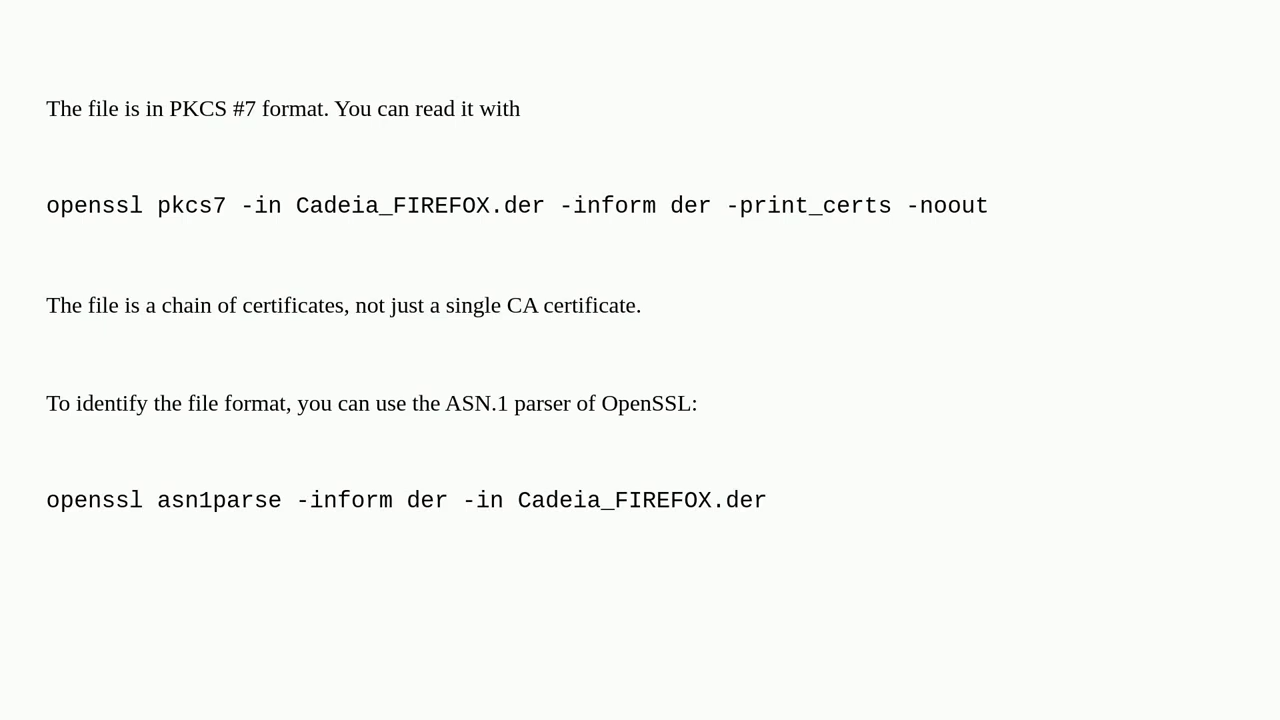 The file is in PKCS #7 format. You can read it with
openssl pkcs7 -in Cadeia_FIREFOX.der -inform der -print_certs -noout
The file is a chain of certificates, not just a single CA certificate.
To identify the file format, you can use the ASN.1 parser of OpenSSL:
openssl asn1parse -inform der -in Cadeia_FIREFOX.der